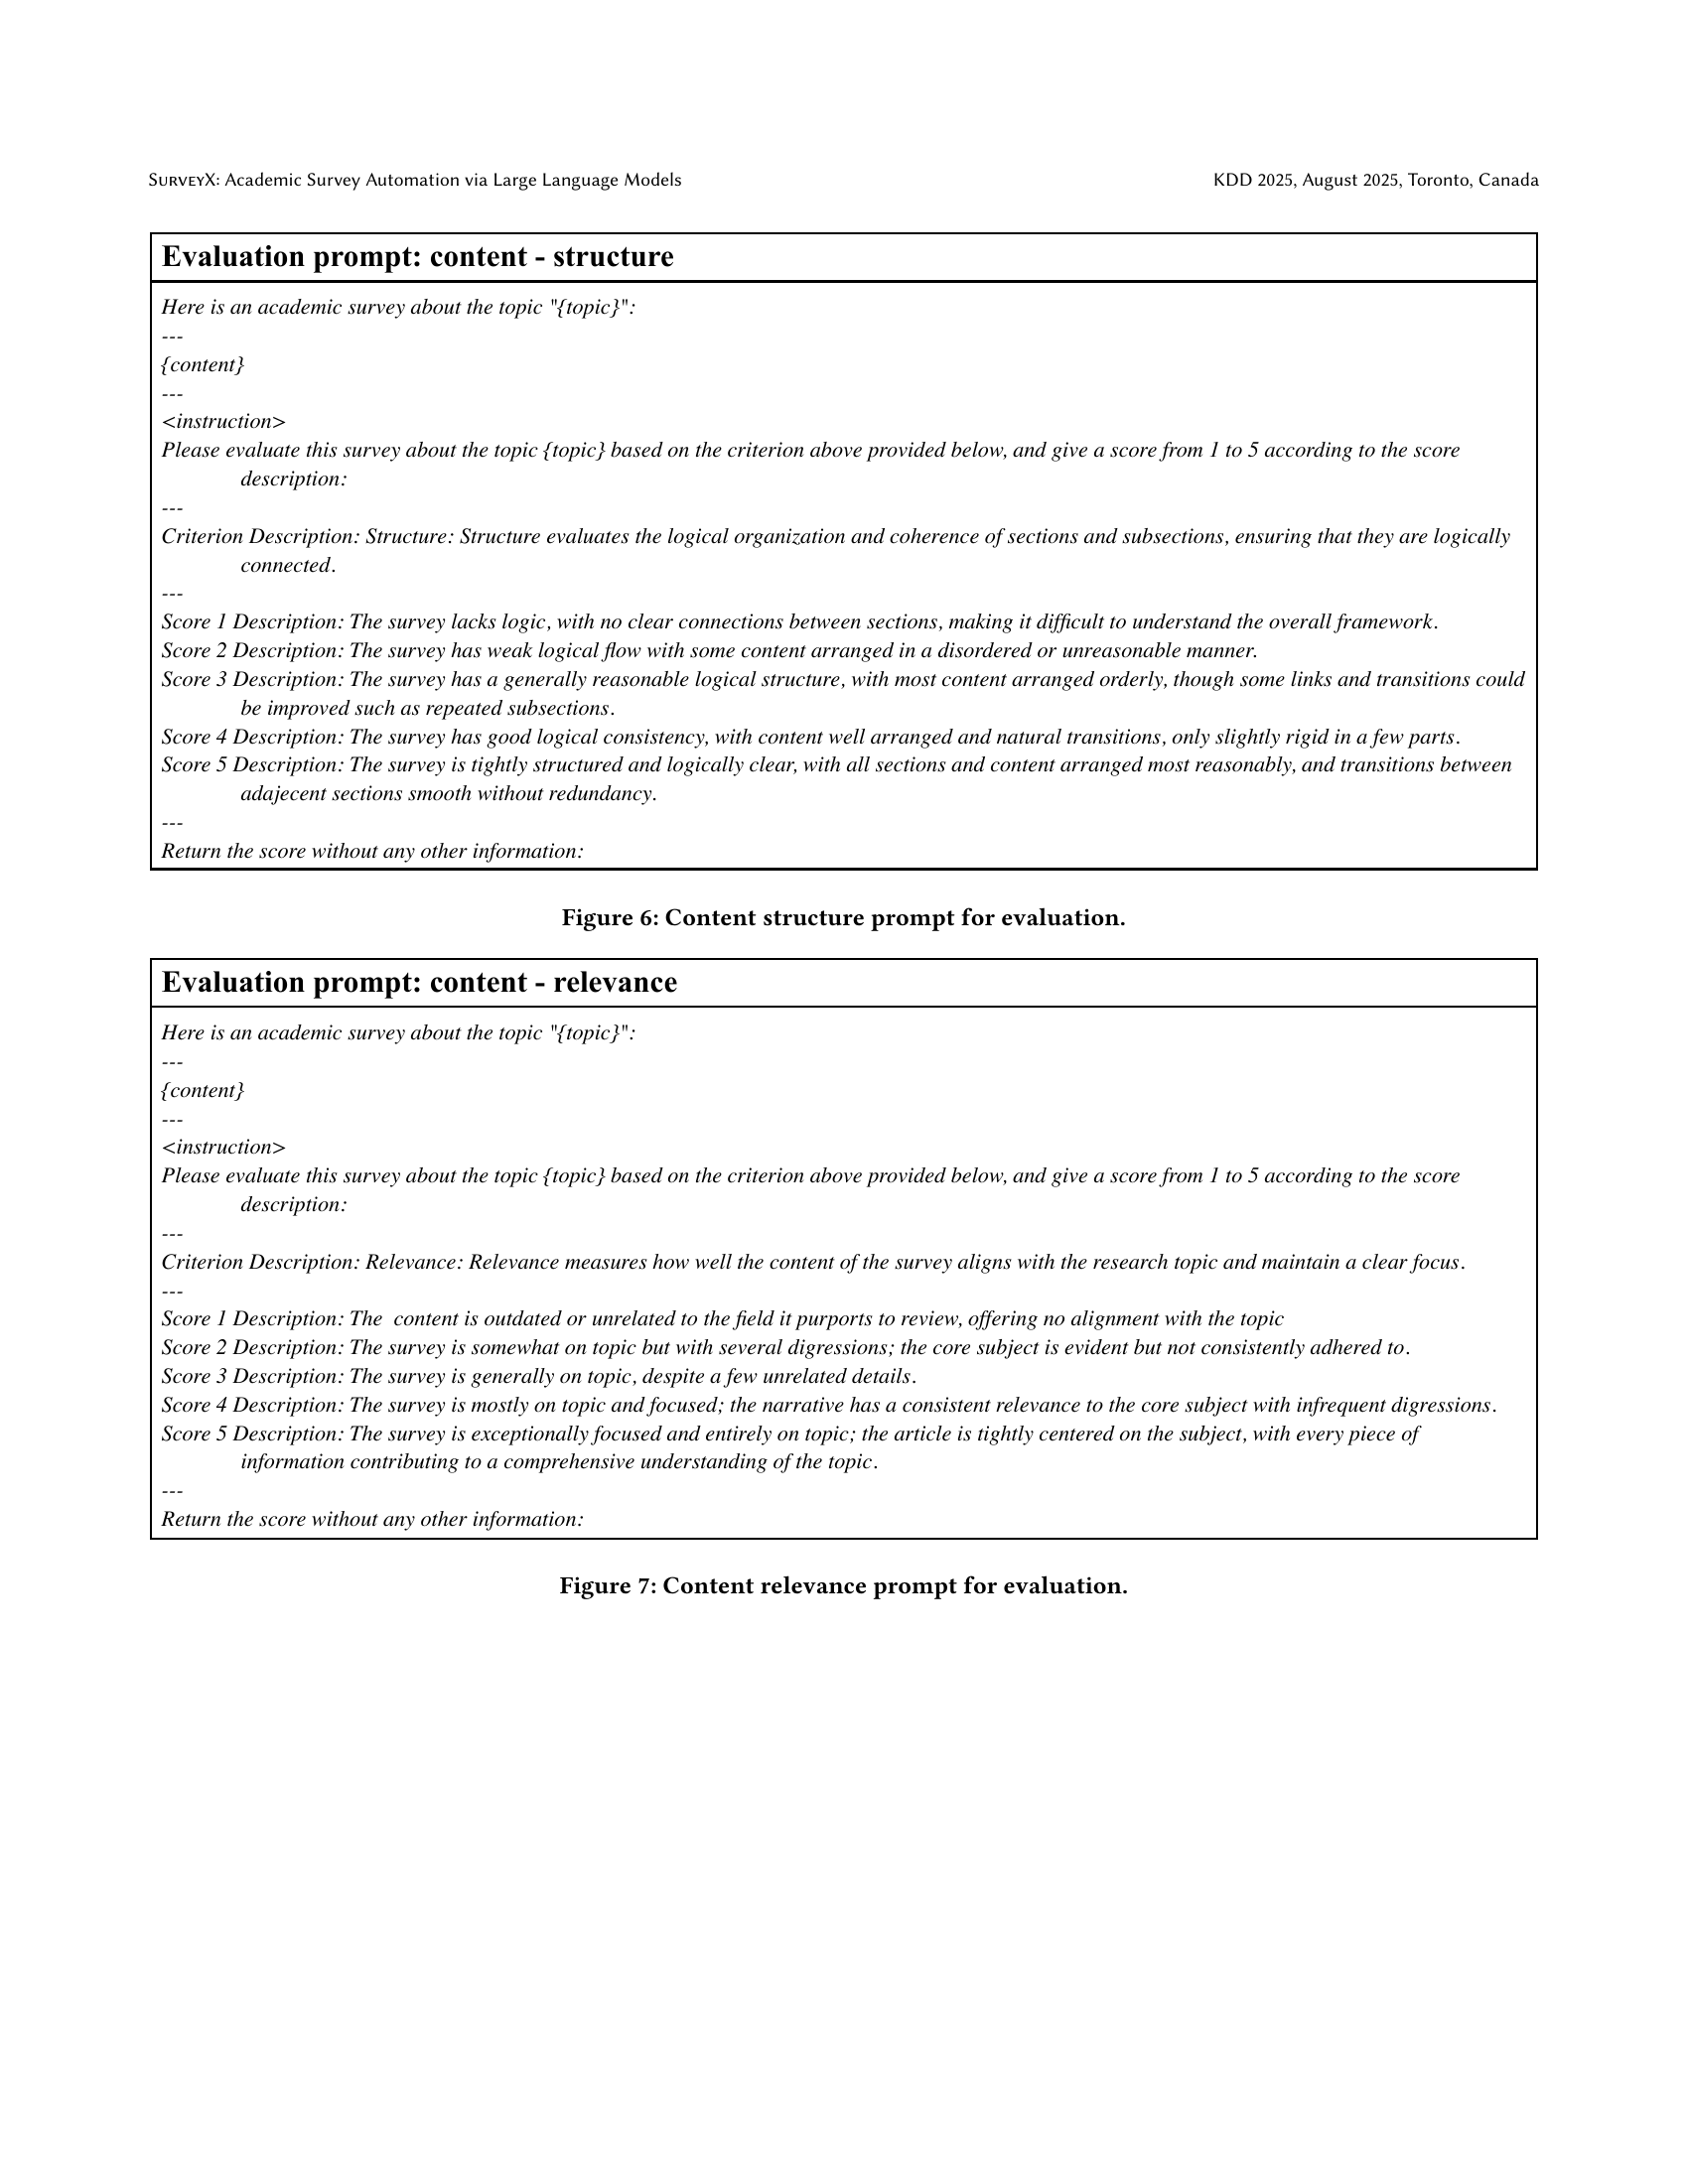 SurveyX: Academic Survey Automation via Large Language Models
KDD 2025, August 2025, Toronto, Canada
Evaluation prompt: content - structure
Here is an academic survey about the topic "{topic}":
---
{content}
---
<instruction>
Please evaluate this survey about the topic {topic} based on the criterion above provided below, and give a score from 1 to 5 according to the score
description:
---
Criterion Description: Structure: Structure evaluates the logical organization and coherence of sections and subsections, ensuring that they are logically
connected.
---
Score 1 Description: The survey lacks logic, with no clear connections between sections, making it difficult to understand the overall framework.
Score 2 Description: The survey has weak logical flow with some content arranged in a disordered or unreasonable manner.
Score 3 Description: The survey has a generally reasonable logical structure, with most content arranged orderly, though some links and transitions could
be improved such as repeated subsections.
Score 4 Description: The survey has good logical consistency, with content well arranged and natural transitions, only slightly rigid in a few parts.
Score 5 Description: The survey is tightly structured and logically clear, with all sections and content arranged most reasonably, and transitions between
adajecent sections smooth without redundancy.
---
Return the score without any other information:
Figure 6: Content structure prompt for evaluation.
Evaluation prompt: content - relevance
Here is an academic survey about the topic "{topic}":
---
{content}
---
<instruction>
Please evaluate this survey about the topic {topic} based on the criterion above provided below, and give a score from 1 to 5 according to the score
description:
---
Criterion Description: Relevance: Relevance measures how well the content of the survey aligns with the research topic and maintain a clear focus.
---
Score 1 Description: The  content is outdated or unrelated to the field it purports to review, offering no alignment with the topic
Score 2 Description: The survey is somewhat on topic but with several digressions; the core subject is evident but not consistently adhered to.
Score 3 Description: The survey is generally on topic, despite a few unrelated details.
Score 4 Description: The survey is mostly on topic and focused; the narrative has a consistent relevance to the core subject with infrequent digressions.
Score 5 Description: The survey is exceptionally focused and entirely on topic; the article is tightly centered on the subject, with every piece of
information contributing to a comprehensive understanding of the topic.
---
Return the score without any other information:
Figure 7: Content relevance prompt for evaluation.